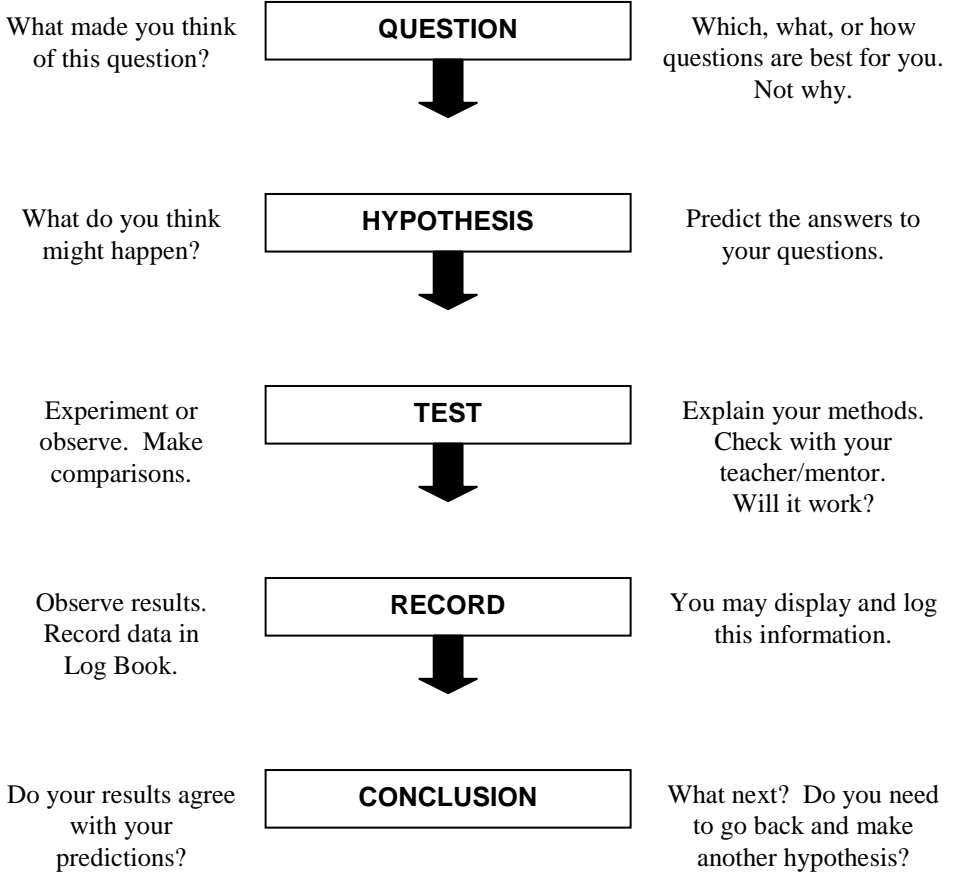 What made you think
of this question?
QUESTION
Which, what, or how
questions are best for you.
Not why.
What do you think
might happen?
HYPOTHESIS
Predict the answers to
your questions.
Experiment or
observe.  Make
comparisons.
TEST
Explain your methods.
Check with your
teacher/mentor.
Will it work?
Observe results.
Record data in
Log Book.
RECORD
You may display and log
this information.
Do your results agree
with your
predictions?
CONCLUSION
What next?  Do you need
to go back and make
another hypothesis?